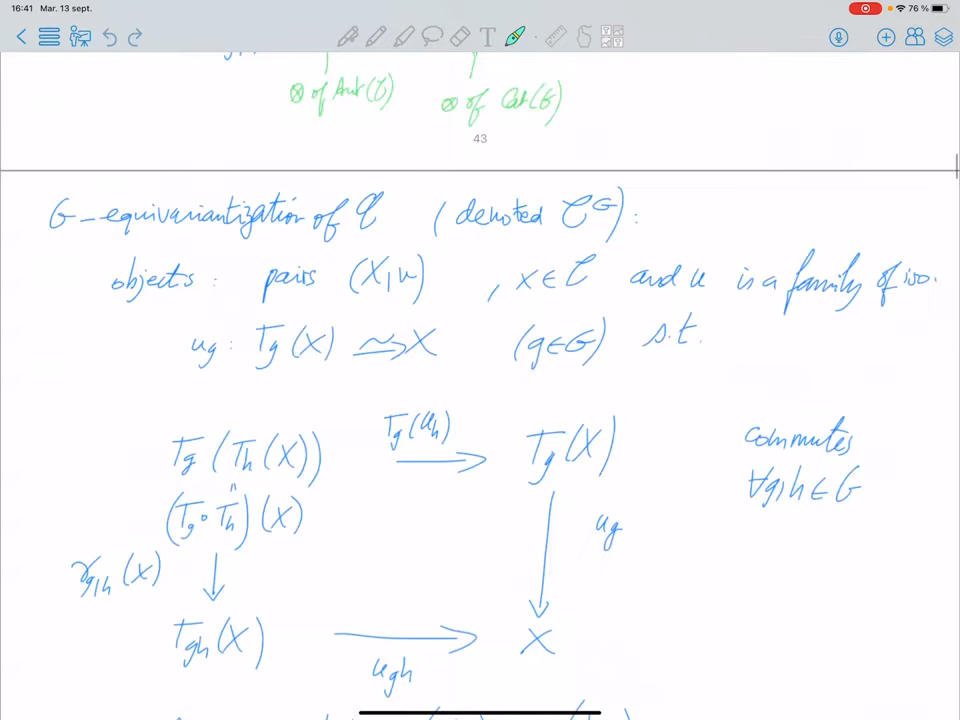 16:41 Mar. 13 sept. 76 %
⊗ of Aut(C) ⊗ of Cat(G)
43
G-equivariantization of C (denoted C^G):
objects: pairs (X,u), X∈C and u is a family of iso.
u_g: T_g(X) ≃→ X (g∈G) s.t.
T_g(u_h)
T_g(T_h(X)) → T_g(X) commutes
∀g,h∈G
"
(T_g∘T_h)(X) u_g
γ_{g,h}(X) ↓
T_{gh}(X) → X
u_{gh}